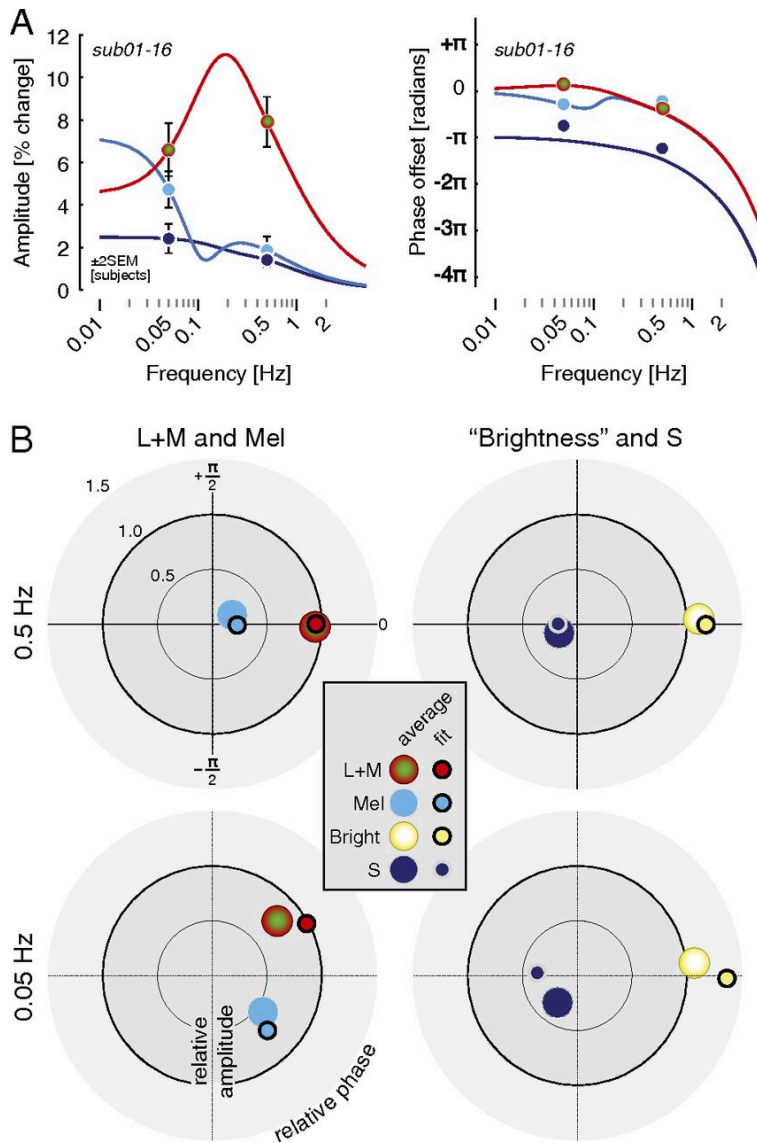 A
sub01-16
Amplitude [% change]
12
10
8
6
4
2
0
±2SEM
[subjects]
0.01
0.05
0.1
0.5
1
2
Frequency [Hz]
sub01-16
Phase offset [radians]
+π
0
-π
-2π
-3π
-4π
0.01
0.05
0.1
0.5
1
2
Frequency [Hz]
B
L+M and Mel
“Brightness” and S
0.5 Hz
1.5
1.0
0.5
+π/2
0
-π/2
average
fit
L+M
Mel
Bright
S
0.05 Hz
relative
amplitude
relative phase